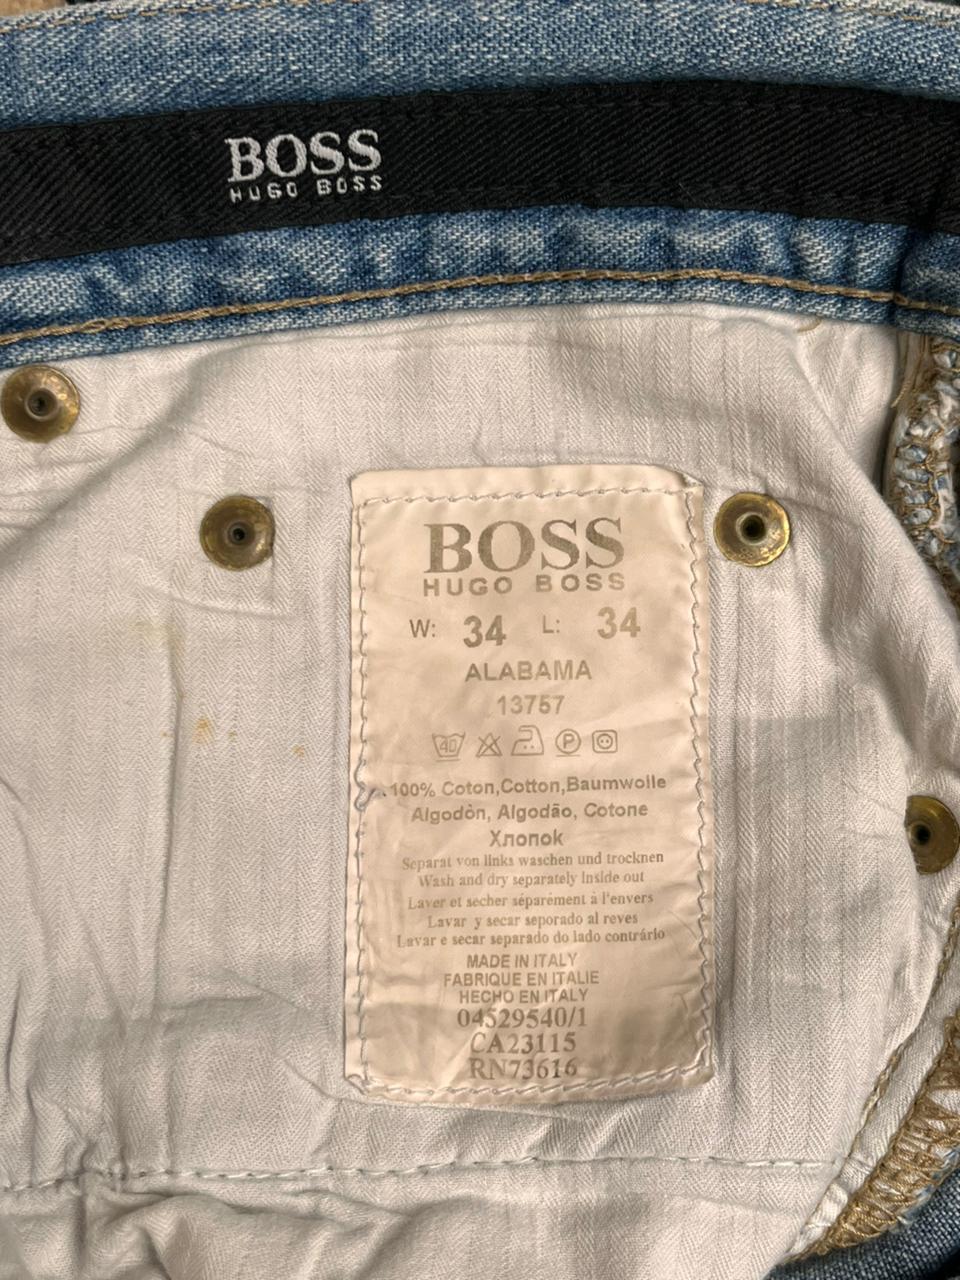 BOSS
HUGO BOSS
BOSS
HUGO BOSS
W: 34 L: 34
ALABAMA
13757
40 P
100% Coton,Cotton,Baumwolle
Algodòn, Algodão, Cotone
Хлопок
Separat von links waschen und trocknen
Wash and dry separately Inside out
Laver et secher séparément à l'envers
Lavar y secar seporado al reves
Lavar e secar separado do lado contrárlo
MADE IN ITALY
FABRIQUE EN ITALIE
HECHO EN ITALY
04529540/1
CA23115
RN73616